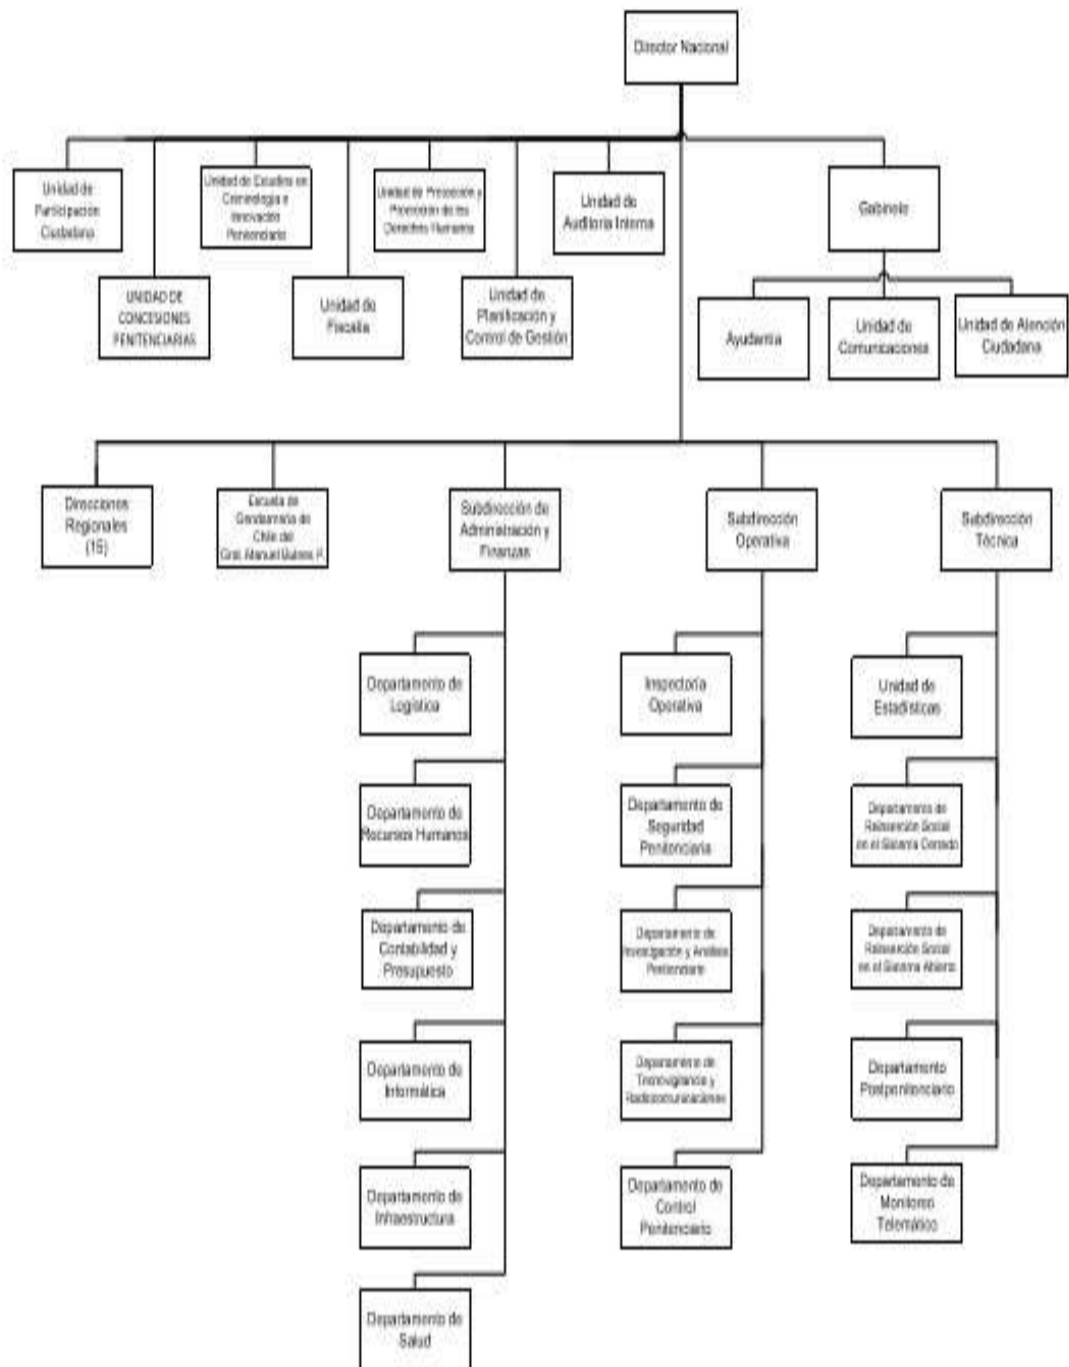 Director Nacional
Unidad de
Participación
Ciudadana
Unidad de Estudios en
Criminología e
Innovación
Penitenciaria
Unidad de Protección y
Promoción de los
Derechos Humanos
Unidad de
Auditoría Interna
Gabinete
UNIDAD DE
CONCESIONES
PENITENCIARIAS
Unidad de
Fiscalía
Unidad de
Planificación y
Control de Gestión
Ayudantía
Unidad de
Comunicaciones
Unidad de Atención
Ciudadana
Direcciones
Regionales
(15)
Escuela de
Gendarmería de
Chile del
Gral. Manuel Bulnes P.
Subdirección de
Administración y
Finanzas
Subdirección
Operativa
Subdirección
Técnica
Departamento de
Logística
Inspectoría
Operativa
Unidad de
Estadísticas
Departamento de
Recursos Humanos
Departamento de
Seguridad
Penitenciaria
Departamento de
Reinserción Social
en el Sistema Cerrado
Departamento de
Contabilidad y
Presupuesto
Departamento de
Investigación y Análisis
Penitenciario
Departamento de
Reinserción Social
en el Sistema Abierto
Departamento de
Informática
Departamento de
Tecnovigilancia y
Radiocomunicaciones
Departamento
Postpenitenciario
Departamento de
Infraestructura
Departamento de
Control
Penitenciario
Departamento de
Monitoreo
Telemático
Departamento de
Salud